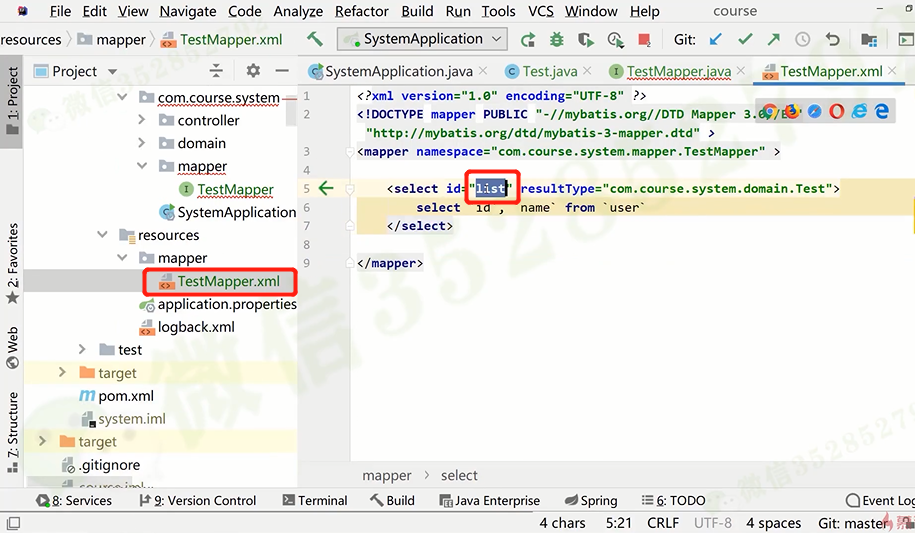 File Edit View Navigate Code Analyze Refactor Build Run Tools VCS Window Help course
resources mapper TestMapper.xml SystemApplication Git:
Project
SystemApplication.java Test.java TestMapper.java TestMapper.xml
1: Project
2: Favorites
Web
7: Structure
com.course.system
controller
domain
mapper
TestMapper
SystemApplication
resources
mapper
TestMapper.xml
application.properties
logback.xml
test
target
pom.xml
system.iml
target
.gitignore
course.iml
1 <?xml version="1.0" encoding="UTF-8" ?>
2 <!DOCTYPE mapper PUBLIC "-//mybatis.org//DTD Mapper 3.0//E
"http://mybatis.org/dtd/mybatis-3-mapper.dtd" >
3 <mapper namespace="com.course.system.mapper.TestMapper" >
4
5 <select id="list" resultType="com.course.system.domain.Test">
6 select `id`, `name` from `user`
7 </select>
8
9 </mapper>
mapper select
8: Services 9: Version Control Terminal Build Java Enterprise Spring 6: TODO Event Lo
4 chars 5:21 CRLF UTF-8 4 spaces Git: master